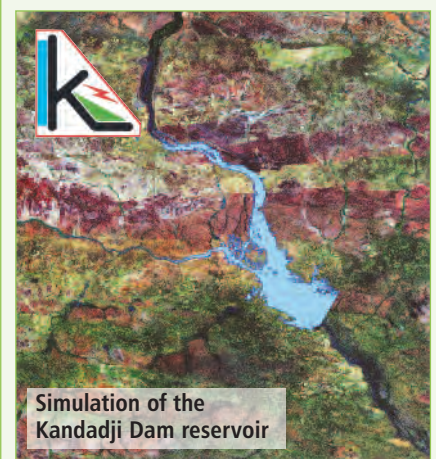 K
Simulation of the
Kandadji Dam reservoir